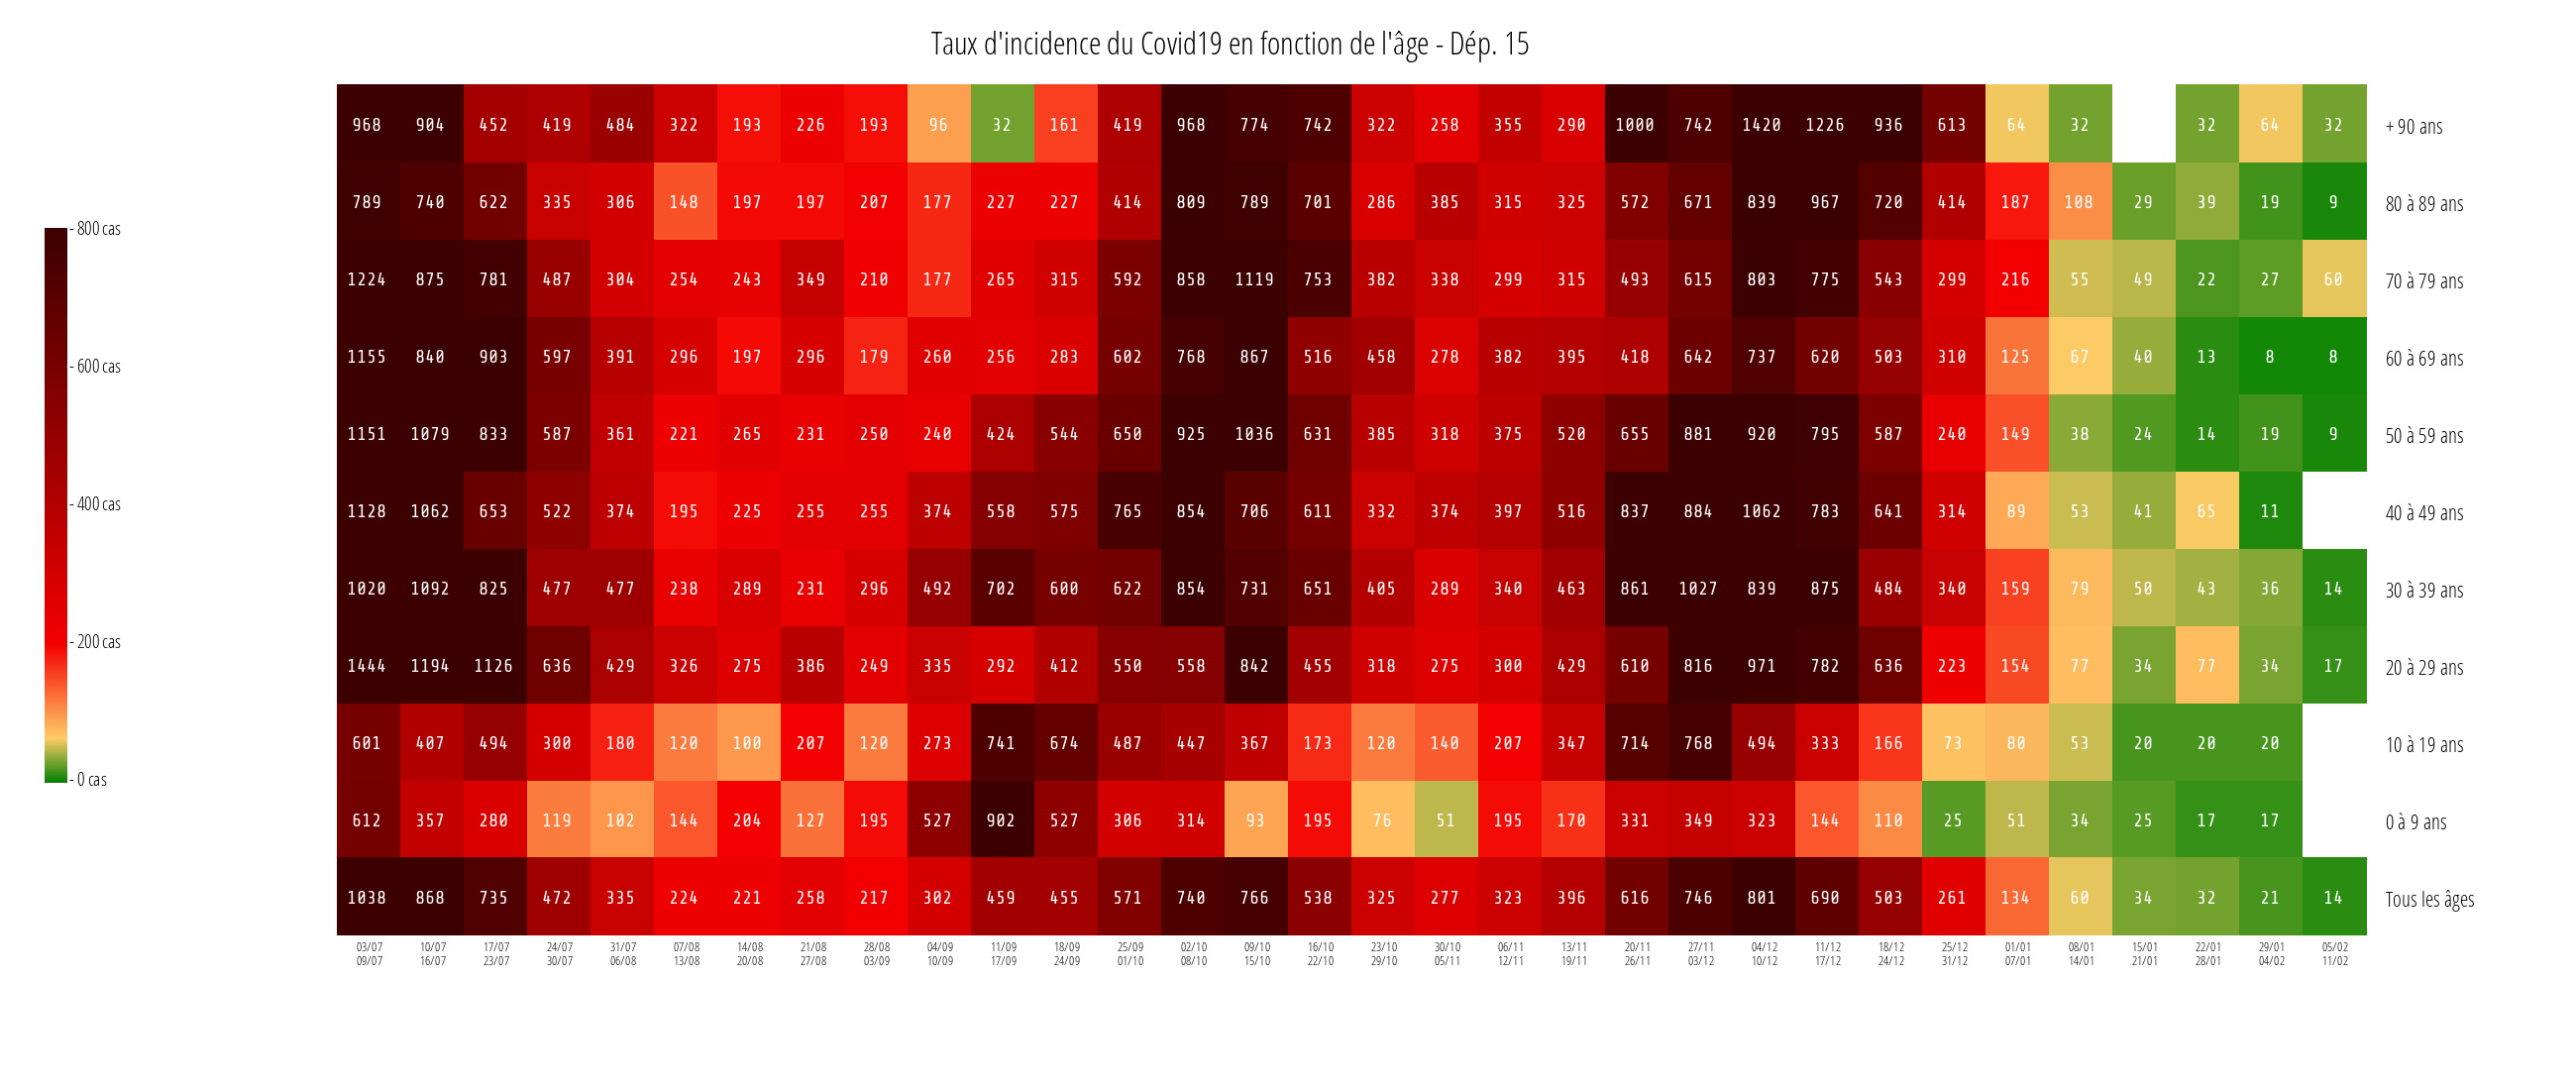 Taux d'incidence du Covid19 en fonction de l'âge - Dép. 15
- 800 cas
- 600 cas
- 400 cas
- 200 cas
- 0 cas
968 904 452 419 484 322 193 226 193 96 32 161 419 968 774 742 322 258 355 290 1000 742 1420 1226 936 613 64 32 32 64 32 + 90 ans
789 740 622 335 306 148 197 197 207 177 227 227 414 809 789 701 286 385 315 325 572 671 839 967 720 414 187 108 29 39 19 9 80 à 89 ans
1224 875 781 487 304 254 243 349 210 177 265 315 592 858 1119 753 382 338 299 315 493 615 803 775 543 299 216 55 49 22 27 60 70 à 79 ans
1155 840 903 597 391 296 197 296 179 260 256 283 602 768 867 516 458 278 382 395 418 642 737 620 503 310 125 67 40 13 8 8 60 à 69 ans
1151 1079 833 587 361 221 265 231 250 240 424 544 650 925 1036 631 385 318 375 520 655 881 920 795 587 240 149 38 24 14 19 9 50 à 59 ans
1128 1062 653 522 374 195 225 255 255 374 558 575 765 854 706 611 332 374 397 516 837 884 1062 783 641 314 89 53 41 65 11 40 à 49 ans
1020 1092 825 477 477 238 289 231 296 492 702 600 622 854 731 651 405 289 340 463 861 1027 839 875 484 340 159 79 50 43 36 14 30 à 39 ans
1444 1194 1126 636 429 326 275 386 249 335 292 412 550 558 842 455 318 275 300 429 610 816 971 782 636 223 154 77 34 77 34 17 20 à 29 ans
601 407 494 300 180 120 100 207 120 273 741 674 487 447 367 173 120 140 207 347 714 768 494 333 166 73 80 53 20 20 20 10 à 19 ans
612 357 280 119 102 144 204 127 195 527 902 527 306 314 93 195 76 51 195 170 331 349 323 144 110 25 51 34 25 17 17 0 à 9 ans
1038 868 735 472 335 224 221 258 217 302 459 455 571 740 766 538 325 277 323 396 616 746 801 690 503 261 134 60 34 32 21 14 Tous les âges
03/07 10/07 17/07 24/07 31/07 07/08 14/08 21/08 28/08 04/09 11/09 18/09 25/09 02/10 09/10 16/10 23/10 30/10 06/11 13/11 20/11 27/11 04/12 11/12 18/12 25/12 01/01 08/01 15/01 22/01 29/01 05/02
09/07 16/07 23/07 30/07 06/08 13/08 20/08 27/08 03/09 10/09 17/09 24/09 01/10 08/10 15/10 22/10 29/10 05/11 12/11 19/11 26/11 03/12 10/12 17/12 24/12 31/12 07/01 14/01 21/01 28/01 04/02 11/02